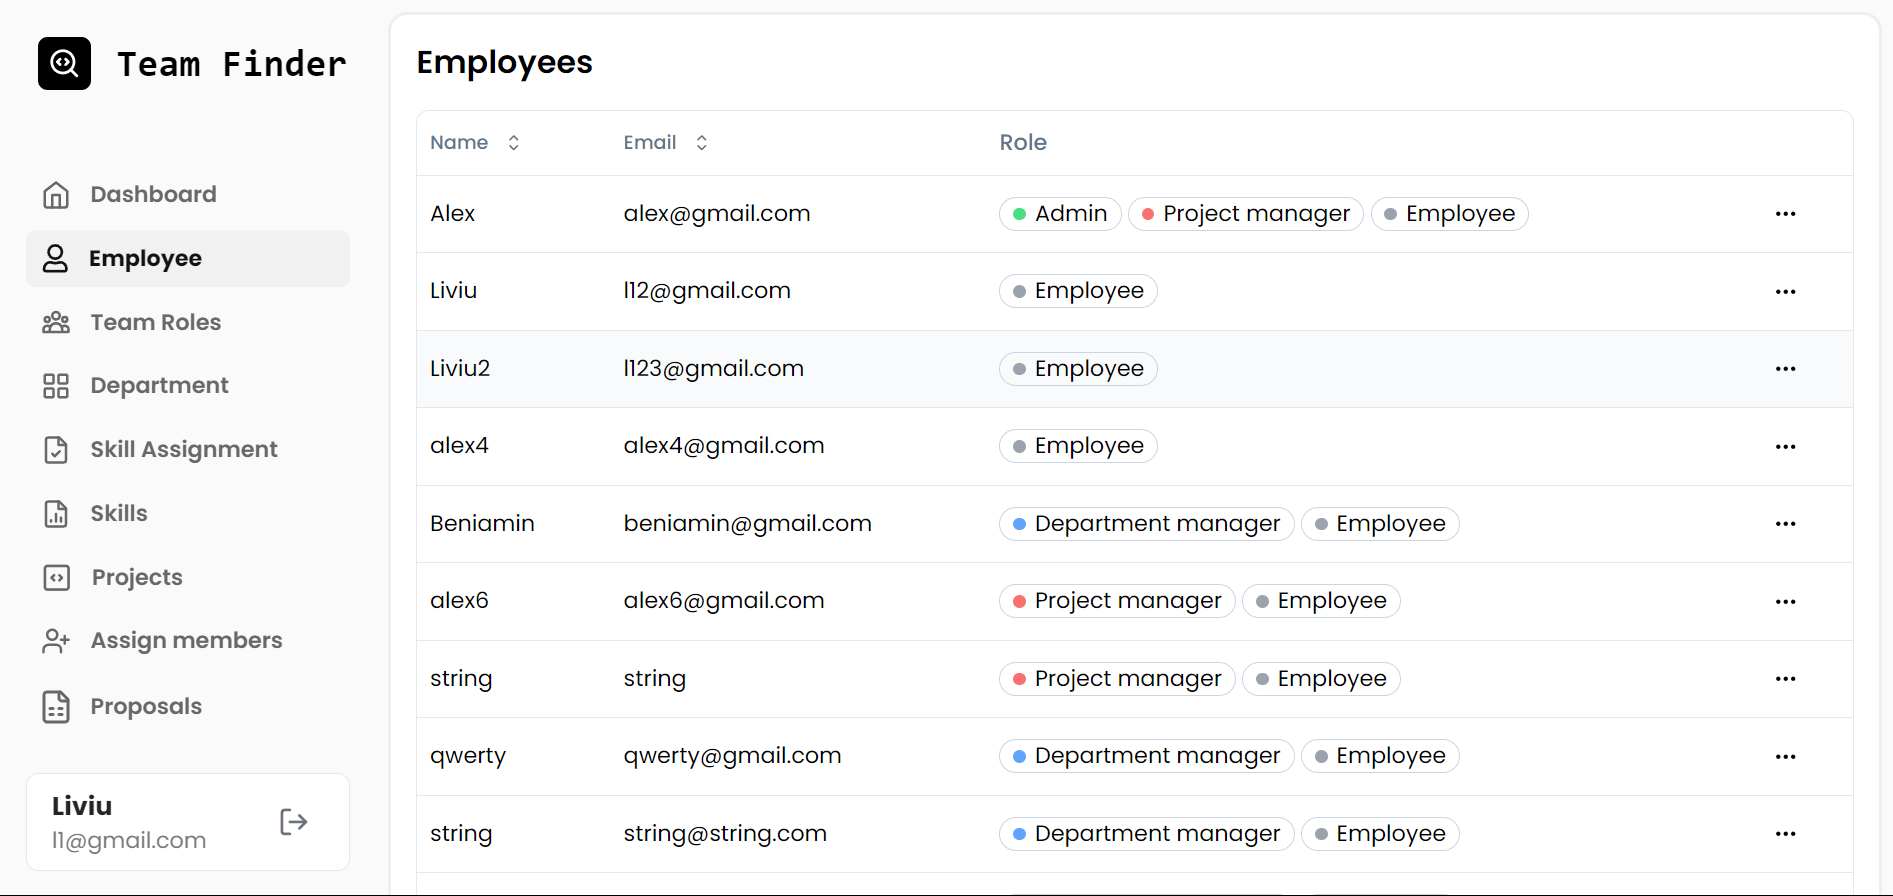 Team Finder
Dashboard
Employee
Team Roles
Department
Skill Assignment
Skills
Projects
Assign members
Proposals
Liviu
l1@gmail.com
Employees
Name Email Role
Alex alex@gmail.com Admin Project manager Employee
Liviu l12@gmail.com Employee
Liviu2 l123@gmail.com Employee
alex4 alex4@gmail.com Employee
Beniamin beniamin@gmail.com Department manager Employee
alex6 alex6@gmail.com Project manager Employee
string string Project manager Employee
qwerty qwerty@gmail.com Department manager Employee
string string@string.com Department manager Employee